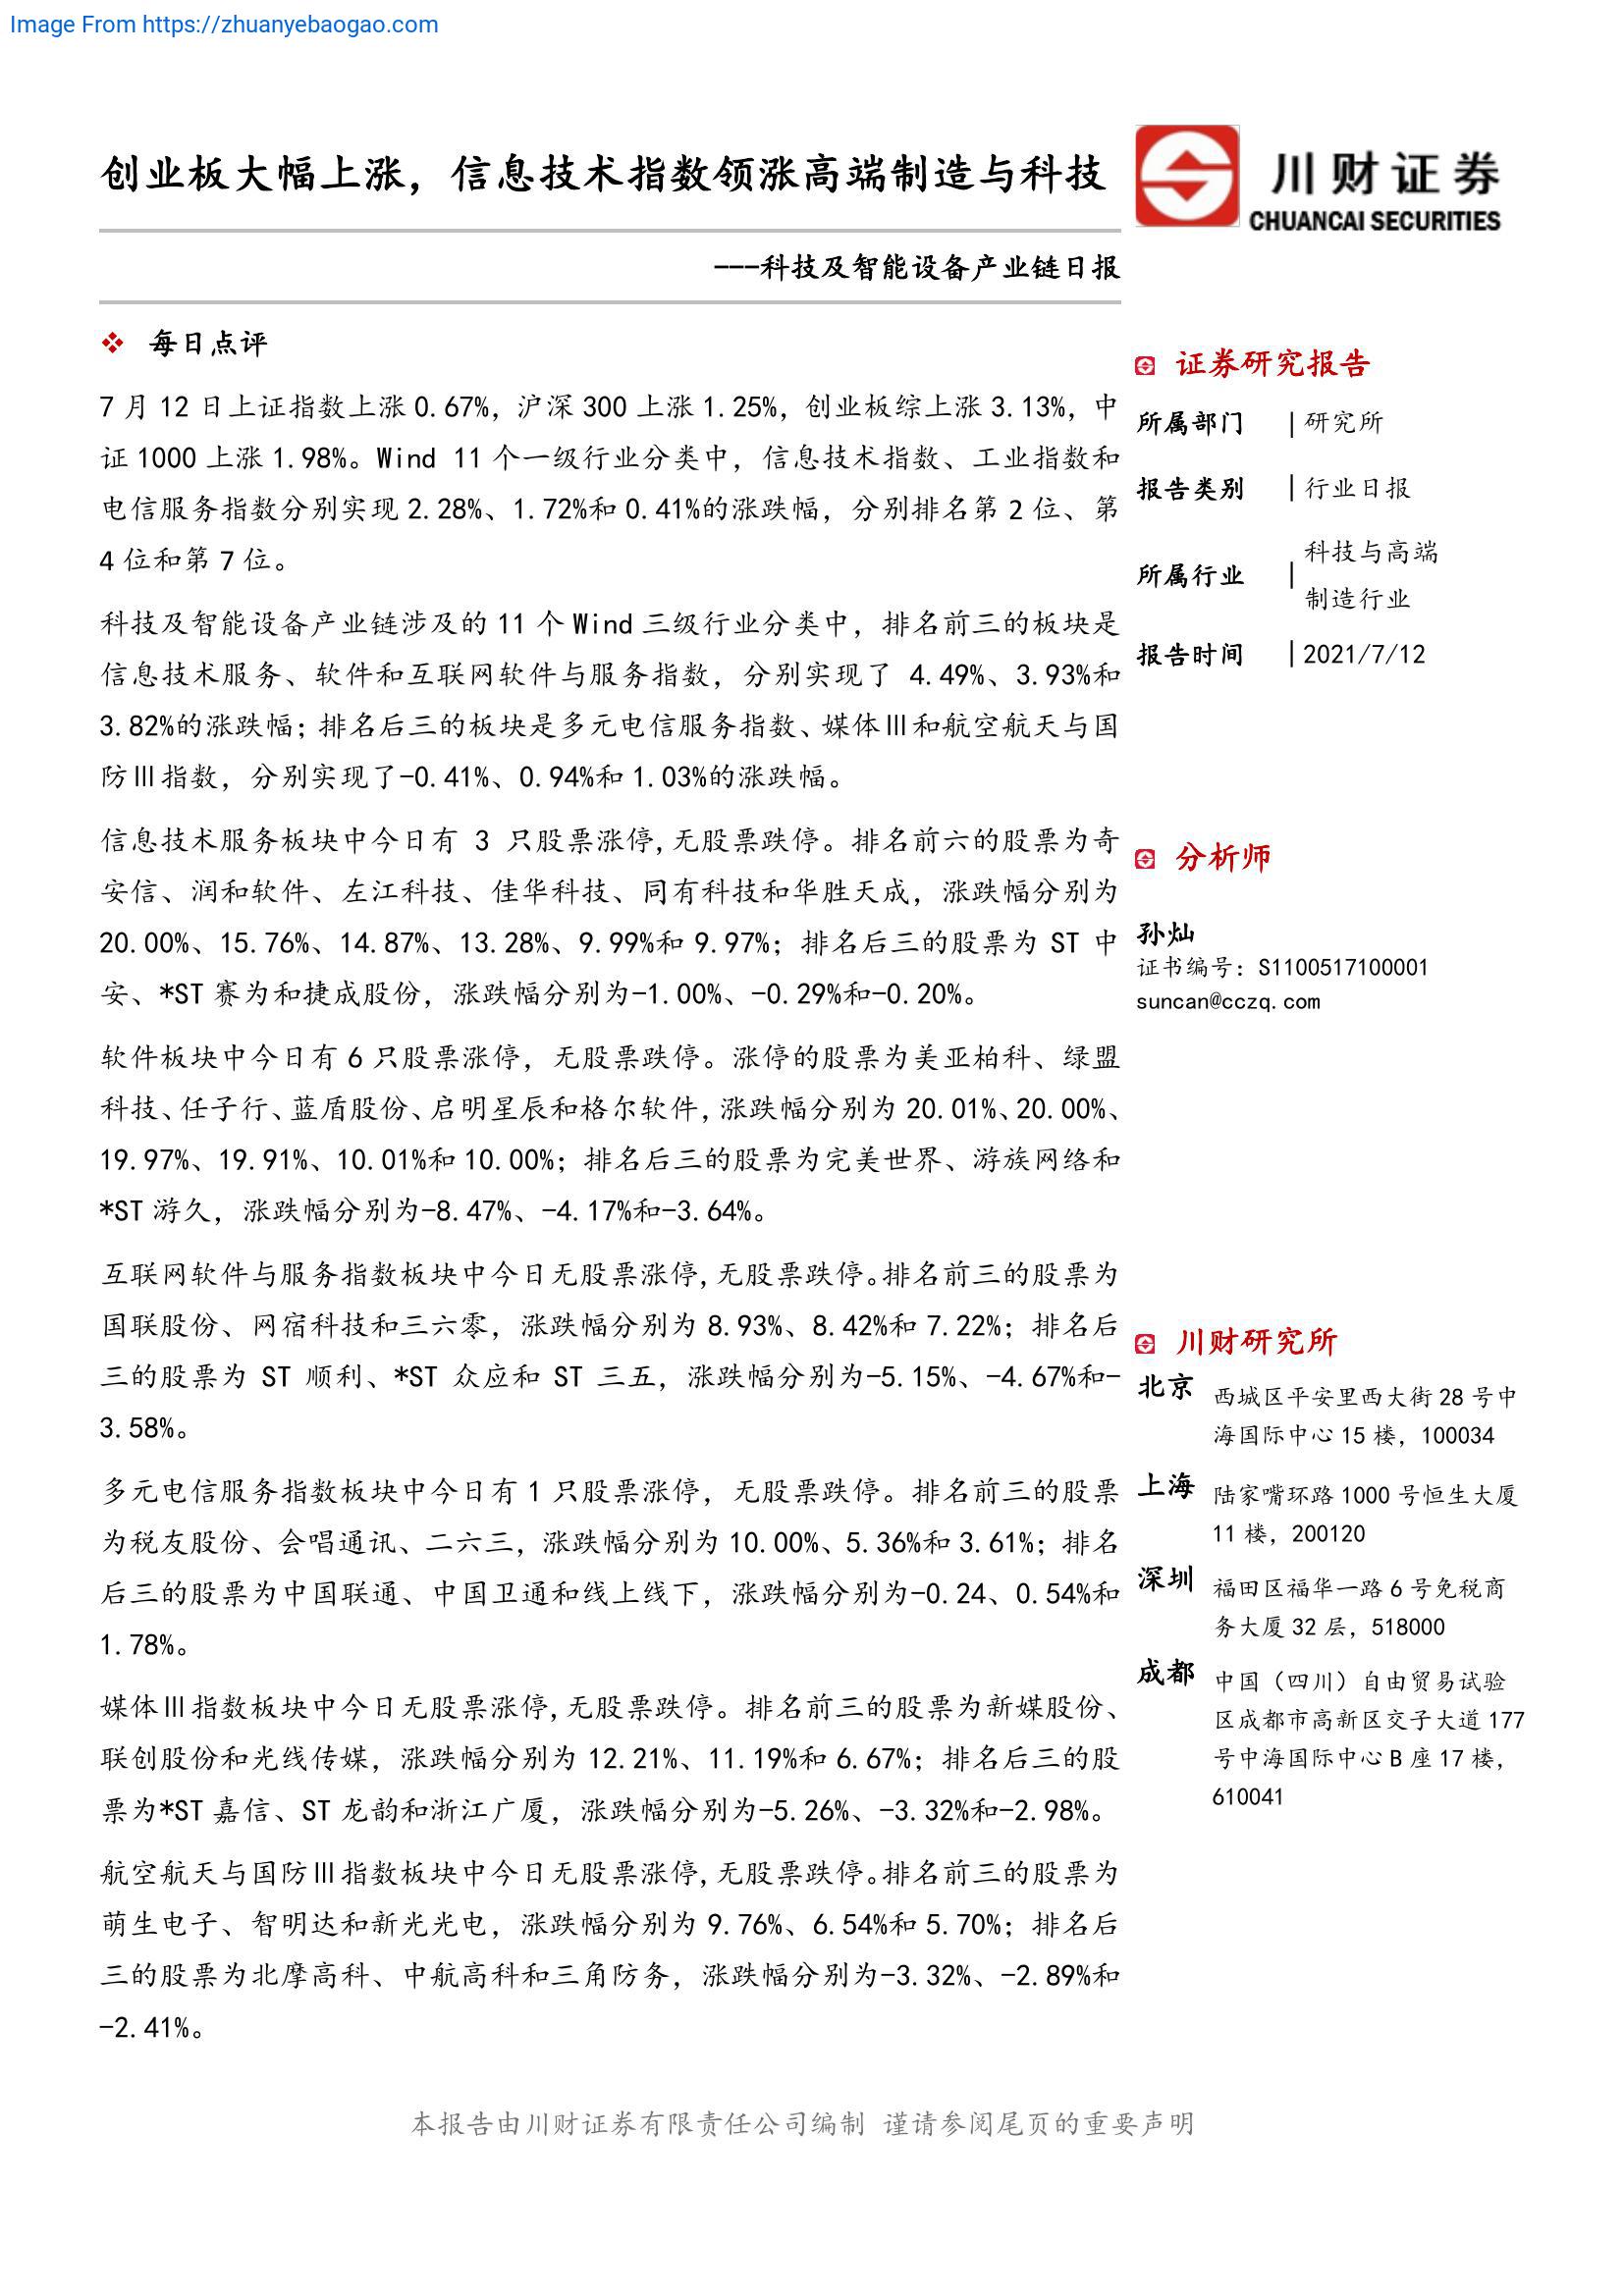 Image From https://zhuanyebaogao.com
创业板大幅上涨，信息技术指数领涨高端制造与科技
---科技及智能设备产业链日报
川财证券
CHUANCAI SECURITIES
每日点评
7 月 12 日上证指数上涨 0.67%，沪深 300 上涨 1.25%，创业板综上涨 3.13%，中
证 1000 上涨 1.98%。Wind 11 个一级行业分类中，信息技术指数、工业指数和
电信服务指数分别实现 2.28%、1.72%和 0.41%的涨跌幅，分别排名第 2 位、第
4 位和第 7 位。
科技及智能设备产业链涉及的 11 个 Wind 三级行业分类中，排名前三的板块是
信息技术服务、软件和互联网软件与服务指数，分别实现了 4.49%、3.93%和
3.82%的涨跌幅；排名后三的板块是多元电信服务指数、媒体Ⅲ和航空航天与国
防Ⅲ指数，分别实现了-0.41%、0.94%和 1.03%的涨跌幅。
信息技术服务板块中今日有 3 只股票涨停,无股票跌停。排名前六的股票为奇
安信、润和软件、左江科技、佳华科技、同有科技和华胜天成，涨跌幅分别为
20.00%、15.76%、14.87%、13.28%、9.99%和 9.97%；排名后三的股票为 ST 中
安、*ST 赛为和捷成股份，涨跌幅分别为-1.00%、-0.29%和-0.20%。
软件板块中今日有 6 只股票涨停，无股票跌停。涨停的股票为美亚柏科、绿盟
科技、任子行、蓝盾股份、启明星辰和格尔软件,涨跌幅分别为 20.01%、20.00%、
19.97%、19.91%、10.01%和 10.00%；排名后三的股票为完美世界、游族网络和
*ST 游久，涨跌幅分别为-8.47%、-4.17%和-3.64%。
互联网软件与服务指数板块中今日无股票涨停,无股票跌停。排名前三的股票为
国联股份、网宿科技和三六零，涨跌幅分别为 8.93%、8.42%和 7.22%；排名后
三的股票为 ST 顺利、*ST 众应和 ST 三五，涨跌幅分别为-5.15%、-4.67%和-
3.58%。
多元电信服务指数板块中今日有 1 只股票涨停，无股票跌停。排名前三的股票
为税友股份、会唱通讯、二六三，涨跌幅分别为 10.00%、5.36%和 3.61%；排名
后三的股票为中国联通、中国卫通和线上线下，涨跌幅分别为-0.24、0.54%和
1.78%。
媒体Ⅲ指数板块中今日无股票涨停,无股票跌停。排名前三的股票为新媒股份、
联创股份和光线传媒，涨跌幅分别为 12.21%、11.19%和 6.67%；排名后三的股
票为*ST 嘉信、ST 龙韵和浙江广厦，涨跌幅分别为-5.26%、-3.32%和-2.98%。
航空航天与国防Ⅲ指数板块中今日无股票涨停,无股票跌停。排名前三的股票为
萌生电子、智明达和新光光电，涨跌幅分别为 9.76%、6.54%和 5.70%；排名后
三的股票为北摩高科、中航高科和三角防务，涨跌幅分别为-3.32%、-2.89%和
-2.41%。
证券研究报告
所属部门 | 研究所
报告类别 | 行业日报
所属行业 | 科技与高端
制造行业
报告时间 | 2021/7/12
分析师
孙灿
证书编号：S1100517100001
suncan@cczq.com
川财研究所
北京 西城区平安里西大街 28 号中
海国际中心 15 楼，100034
上海 陆家嘴环路 1000 号恒生大厦
11 楼，200120
深圳 福田区福华一路 6 号免税商
务大厦 32 层，518000
成都 中国（四川）自由贸易试验
区成都市高新区交子大道 177
号中海国际中心 B 座 17 楼，
610041
本报告由川财证券有限责任公司编制 谨请参阅尾页的重要声明